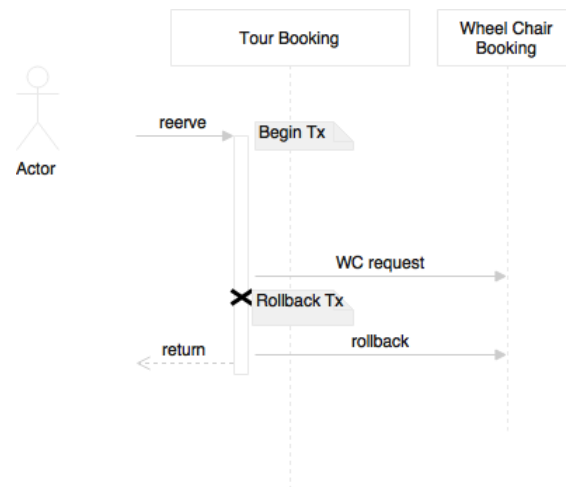 Tour Booking
Wheel Chair
Booking
reerve
Begin Tx
Actor
WC request
Rollback Tx
return
rollback